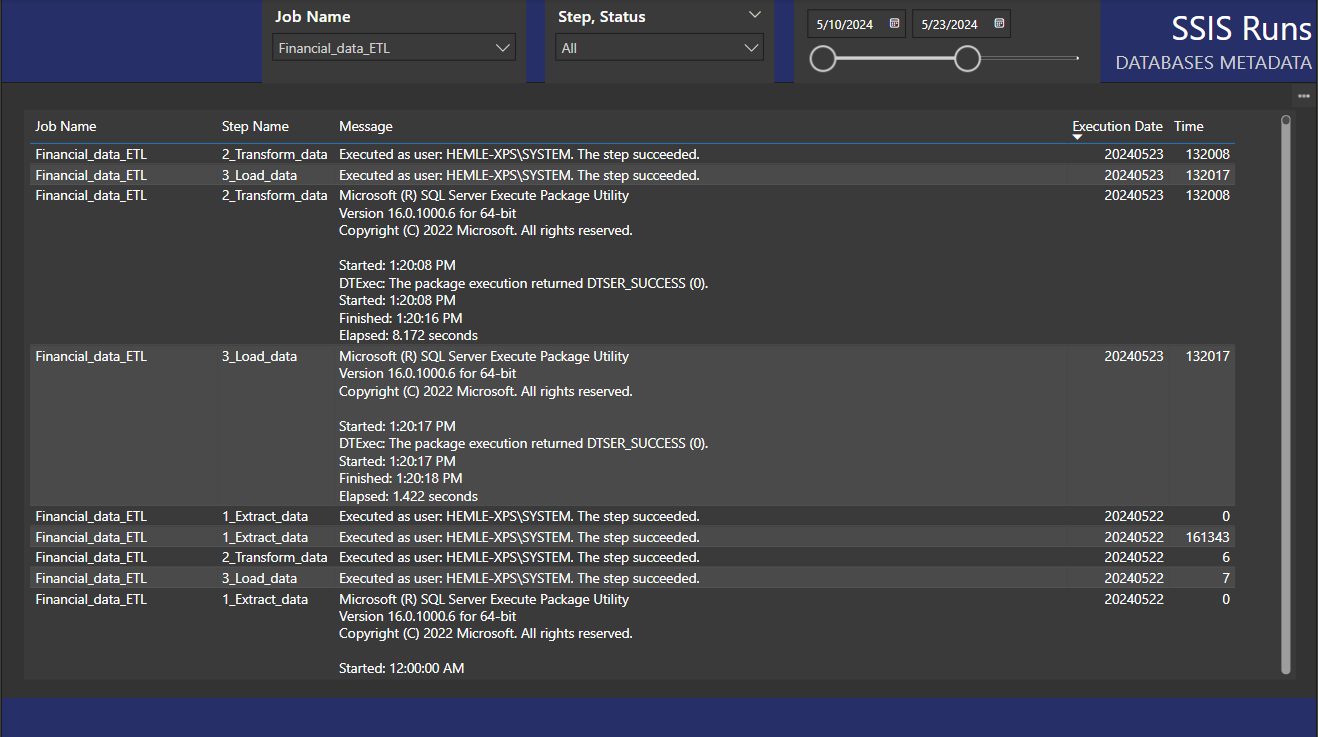 Job Name
Financial_data_ETL
Step, Status
All
5/10/2024 5/23/2024
SSIS Runs
DATABASES METADATA
Job Name Step Name Message Execution Date Time
Financial_data_ETL 2_Transform_data Executed as user: HEMLE-XPS\SYSTEM. The step succeeded. 20240523 132008
Financial_data_ETL 3_Load_data Executed as user: HEMLE-XPS\SYSTEM. The step succeeded. 20240523 132017
Financial_data_ETL 2_Transform_data Microsoft (R) SQL Server Execute Package Utility 20240523 132008
Version 16.0.1000.6 for 64-bit
Copyright (C) 2022 Microsoft. All rights reserved.
Started: 1:20:08 PM
DTExec: The package execution returned DTSER_SUCCESS (0).
Started: 1:20:08 PM
Finished: 1:20:16 PM
Elapsed: 8.172 seconds
Financial_data_ETL 3_Load_data Microsoft (R) SQL Server Execute Package Utility 20240523 132017
Version 16.0.1000.6 for 64-bit
Copyright (C) 2022 Microsoft. All rights reserved.
Started: 1:20:17 PM
DTExec: The package execution returned DTSER_SUCCESS (0).
Started: 1:20:17 PM
Finished: 1:20:18 PM
Elapsed: 1.422 seconds
Financial_data_ETL 1_Extract_data Executed as user: HEMLE-XPS\SYSTEM. The step succeeded. 20240522 0
Financial_data_ETL 1_Extract_data Executed as user: HEMLE-XPS\SYSTEM. The step succeeded. 20240522 161343
Financial_data_ETL 2_Transform_data Executed as user: HEMLE-XPS\SYSTEM. The step succeeded. 20240522 6
Financial_data_ETL 3_Load_data Executed as user: HEMLE-XPS\SYSTEM. The step succeeded. 20240522 7
Financial_data_ETL 1_Extract_data Microsoft (R) SQL Server Execute Package Utility 20240522 0
Version 16.0.1000.6 for 64-bit
Copyright (C) 2022 Microsoft. All rights reserved.
Started: 12:00:00 AM